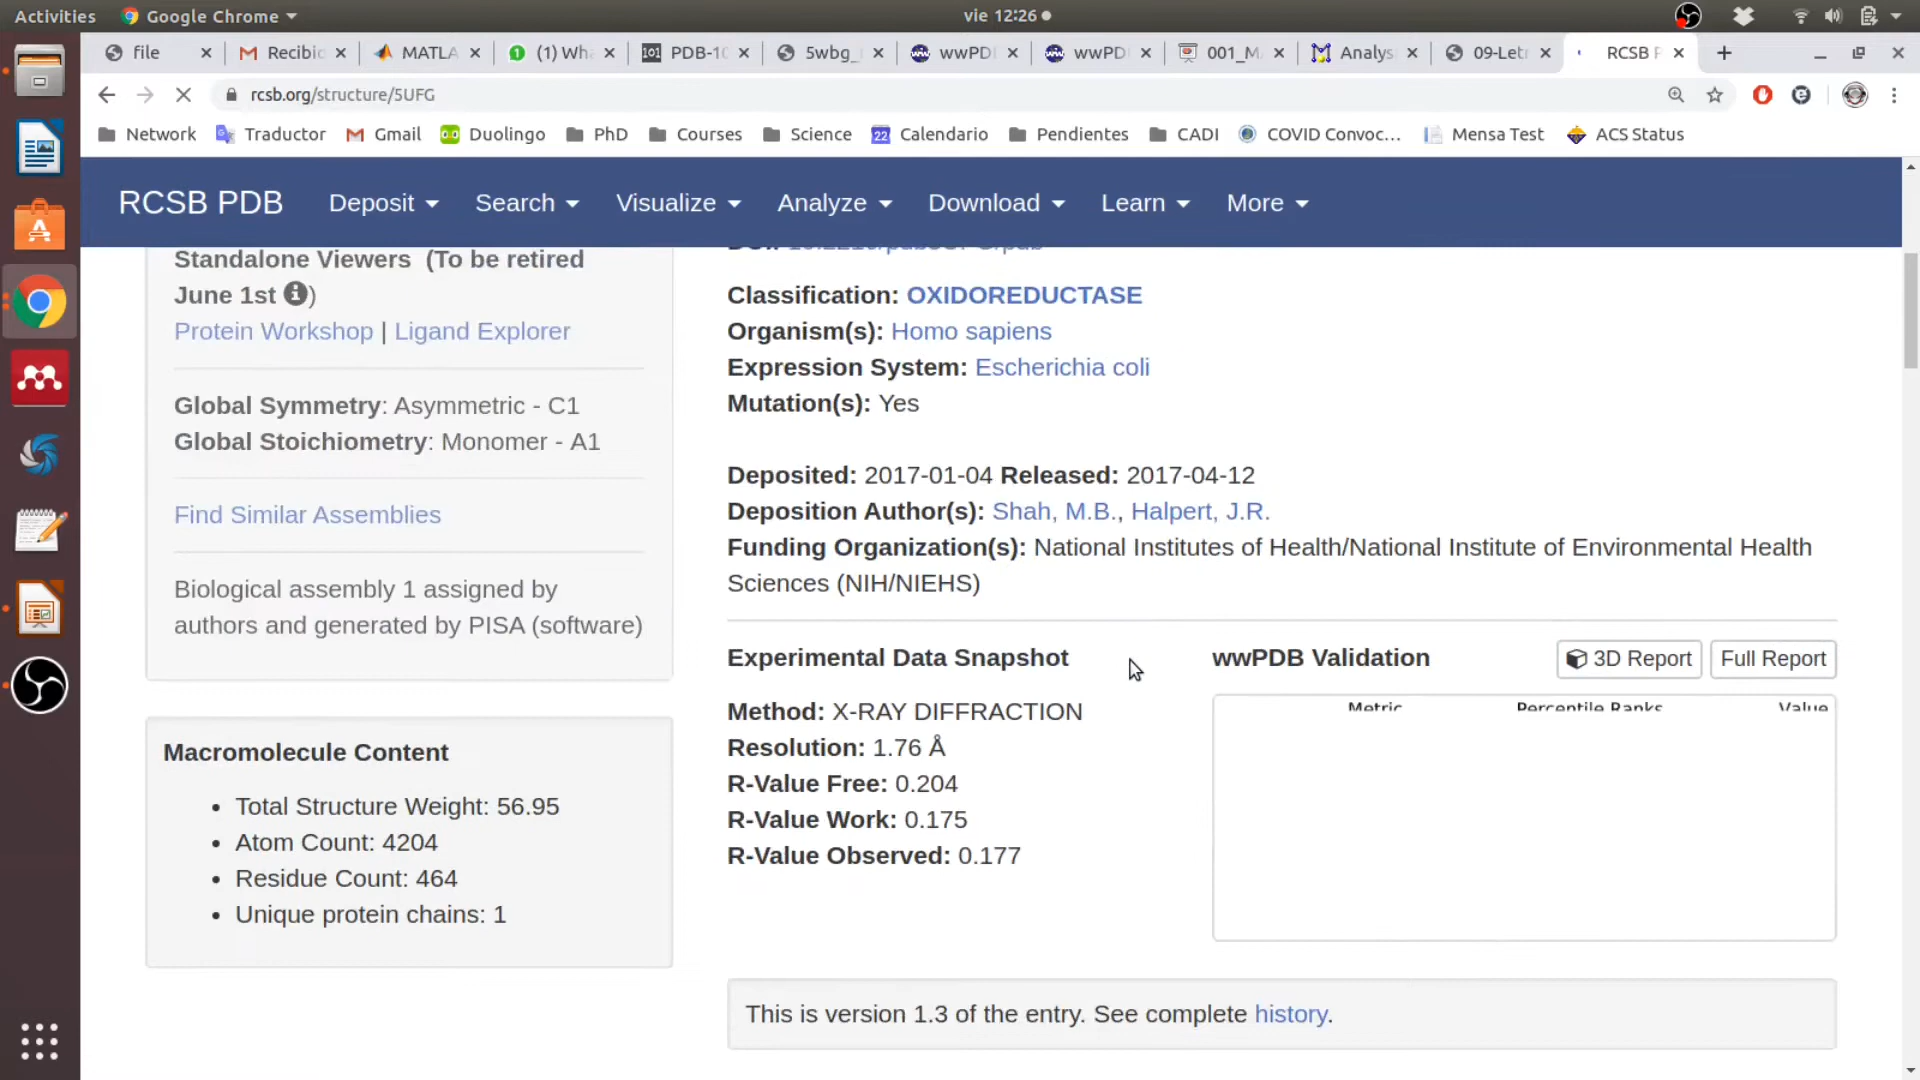 Activities Google Chrome vie 12:26
file Recibi MATLA (1) Wh PDB-1 5wbg_ wwPD wwPD 001_M Analys 09-Let RCSB P
rcsb.org/structure/5UFG
Network Traductor Gmail Duolingo PhD Courses Science 22 Calendario Pendientes CADI COVID Convoc... Mensa Test ACS Status
RCSB PDB Deposit Search Visualize Analyze Download Learn More
Standalone Viewers (To be retired
June 1st )
Protein Workshop | Ligand Explorer
Global Symmetry: Asymmetric - C1
Global Stoichiometry: Monomer - A1
Find Similar Assemblies
Biological assembly 1 assigned by
authors and generated by PISA (software)
Macromolecule Content
• Total Structure Weight: 56.95
• Atom Count: 4204
• Residue Count: 464
• Unique protein chains: 1
Classification: OXIDOREDUCTASE
Organism(s): Homo sapiens
Expression System: Escherichia coli
Mutation(s): Yes
Deposited: 2017-01-04 Released: 2017-04-12
Deposition Author(s): Shah, M.B., Halpert, J.R.
Funding Organization(s): National Institutes of Health/National Institute of Environmental Health
Sciences (NIH/NIEHS)
Experimental Data Snapshot
Method: X-RAY DIFFRACTION
Resolution: 1.76 Å
R-Value Free: 0.204
R-Value Work: 0.175
R-Value Observed: 0.177
wwPDB Validation 3D Report Full Report
Metric Percentile Ranks Value
This is version 1.3 of the entry. See complete history.